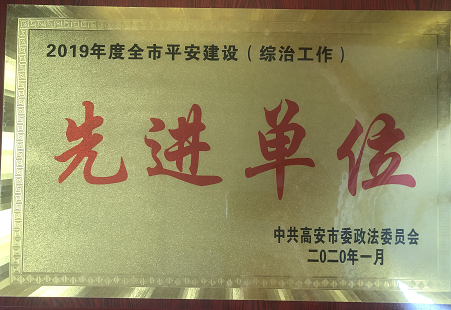 2019年度全市平安建设（综治工作）
先进单位
中共高安市委政法委员会
二〇二〇年一月